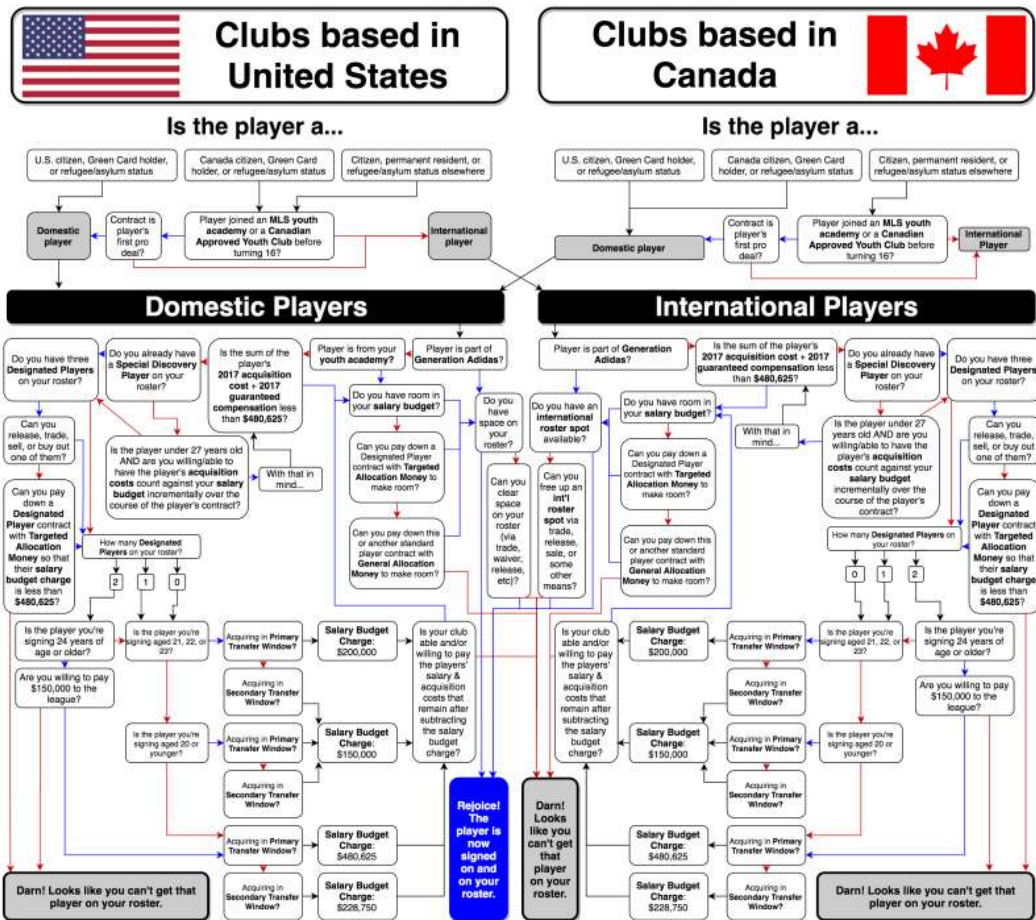 Clubs based in
United States
Clubs based in
Canada
Is the player a...
Is the player a...
U.S. citizen, Green Card holder,
or refugee/asylum status
Canada citizen, Green Card
holder, or refugee/asylum status
Citizen, permanent resident, or
refugee/asylum status elsewhere
U.S. citizen, Green Card holder,
or refugee/asylum status
Canada citizen, Green Card
holder, or refugee/asylum status
Citizen, permanent resident, or
refugee/asylum status elsewhere
Domestic
player
Contract is
player's
first pro
deal?
Player joined an MLS youth
academy or a Canadian
Approved Youth Club before
turning 16?
International
player
Domestic player
Contract is
player's
first pro
deal?
Player joined an MLS youth
academy or a Canadian
Approved Youth Club before
turning 16?
International
Player
Domestic Players
International Players
Do you have three
Designated Players
on your roster?
Do you already have
a Special Discovery
Player on your
roster?
Is the sum of the
player's
2017 acquisition
cost + 2017
guaranteed
compensation less
than $480,625?
Player is from your
youth academy?
Player is part of
Generation Adidas?
Player is part of Generation
Adidas?
Is the sum of the player's
2017 acquisition cost + 2017
guaranteed compensation less
than $480,625?
Do you already have
a Special Discovery
Player on your
roster?
Do you have three
Designated Players
on your roster?
Can you
release, trade,
sell, or buy out
one of them?
Is the player under 27 years old
AND are you willing/able to
have the player's acquisition
costs count against your salary
budget incrementally over the
course of the player's contract?
With that in
mind...
Do you have room in
your salary budget?
Do you
have
space on
your
roster?
Do you have an
international
roster spot
available?
Do you have room in
your salary budget?
With that in
mind...
Is the player under 27
years old AND are you
willing/able to have the
player's acquisition
costs count against your
salary budget
incrementally over the
course of the player's
contract?
Can you
release, trade,
sell, or buy out
one of them?
Can you pay down a
Designated Player
contract with Targeted
Allocation Money to
make room?
Can you pay down a
Designated Player
contract with Targeted
Allocation Money to
make room?
Can you pay
down a
Designated
Player contract
with Targeted
Allocation
Money so that
their salary
budget charge
is less than
$480,625?
How many Designated
Players on your roster?
2
1
0
Can you pay down this
or another standard
player contract with
General Allocation
Money to make room?
Can you
clear
space
on your
roster
(via
trade,
waiver,
release,
etc)?
Can you
free up an
int'l
roster
spot via
trade,
release,
sale, or
some
other
means?
Can you pay down this
or another standard
player contract with
General Allocation
Money to make room?
How many Designated Players on
your roster?
0
1
2
Can you pay
down a
Designated
Player contract
with Targeted
Allocation
Money so that
their salary
budget charge
is less than
$480,625?
Is the player you're
signing 24 years of
age or older?
Is the player you're
signing aged 21, 22, or
23?
Acquiring in Primary
Transfer Window?
Salary Budget
Charge:
$200,000
Is your club
able and/or
willing to pay
the players'
salary &
acquisition
costs that
remain after
subtracting
the salary
budget
charge?
Is your club
able and/or
willing to pay
the players'
salary &
acquisition
costs that
remain after
subtracting
the salary
budget
charge?
Salary Budget
Charge:
$200,000
Acquiring in Primary
Transfer Window?
Is the player you're
signing aged 21, 22, or
23?
Is the player you're
signing 24 years of
age or older?
Are you willing to pay
$150,000 to the
league?
Acquiring in
Secondary Transfer
Window?
Acquiring in
Secondary Transfer
Window?
Are you willing to pay
$150,000 to the
league?
Is the player you're
signing aged 20 or
younger?
Acquiring in Primary
Transfer Window?
Salary Budget
Charge:
$150,000
Salary Budget
Charge:
$150,000
Acquiring in Primary
Transfer Window?
Is the player you're
signing aged 20 or
younger?
Acquiring in
Secondary Transfer
Window?
Acquiring in
Secondary Transfer
Window?
Rejoice!
The
player is
now
signed
on and
on your
roster.
Darn!
Looks
like you
can't get
that
player
on your
roster.
Acquiring in Primary
Transfer Window?
Salary Budget
Charge:
$480,625
Salary Budget
Charge:
$480,625
Acquiring in Primary
Transfer Window?
Darn! Looks like you can't get that
player on your roster.
Acquiring in
Secondary Transfer
Window?
Salary Budget
Charge:
$228,750
Salary Budget
Charge:
$228,750
Acquiring in
Secondary Transfer
Window?
Darn! Looks like you can't get that
player on your roster.